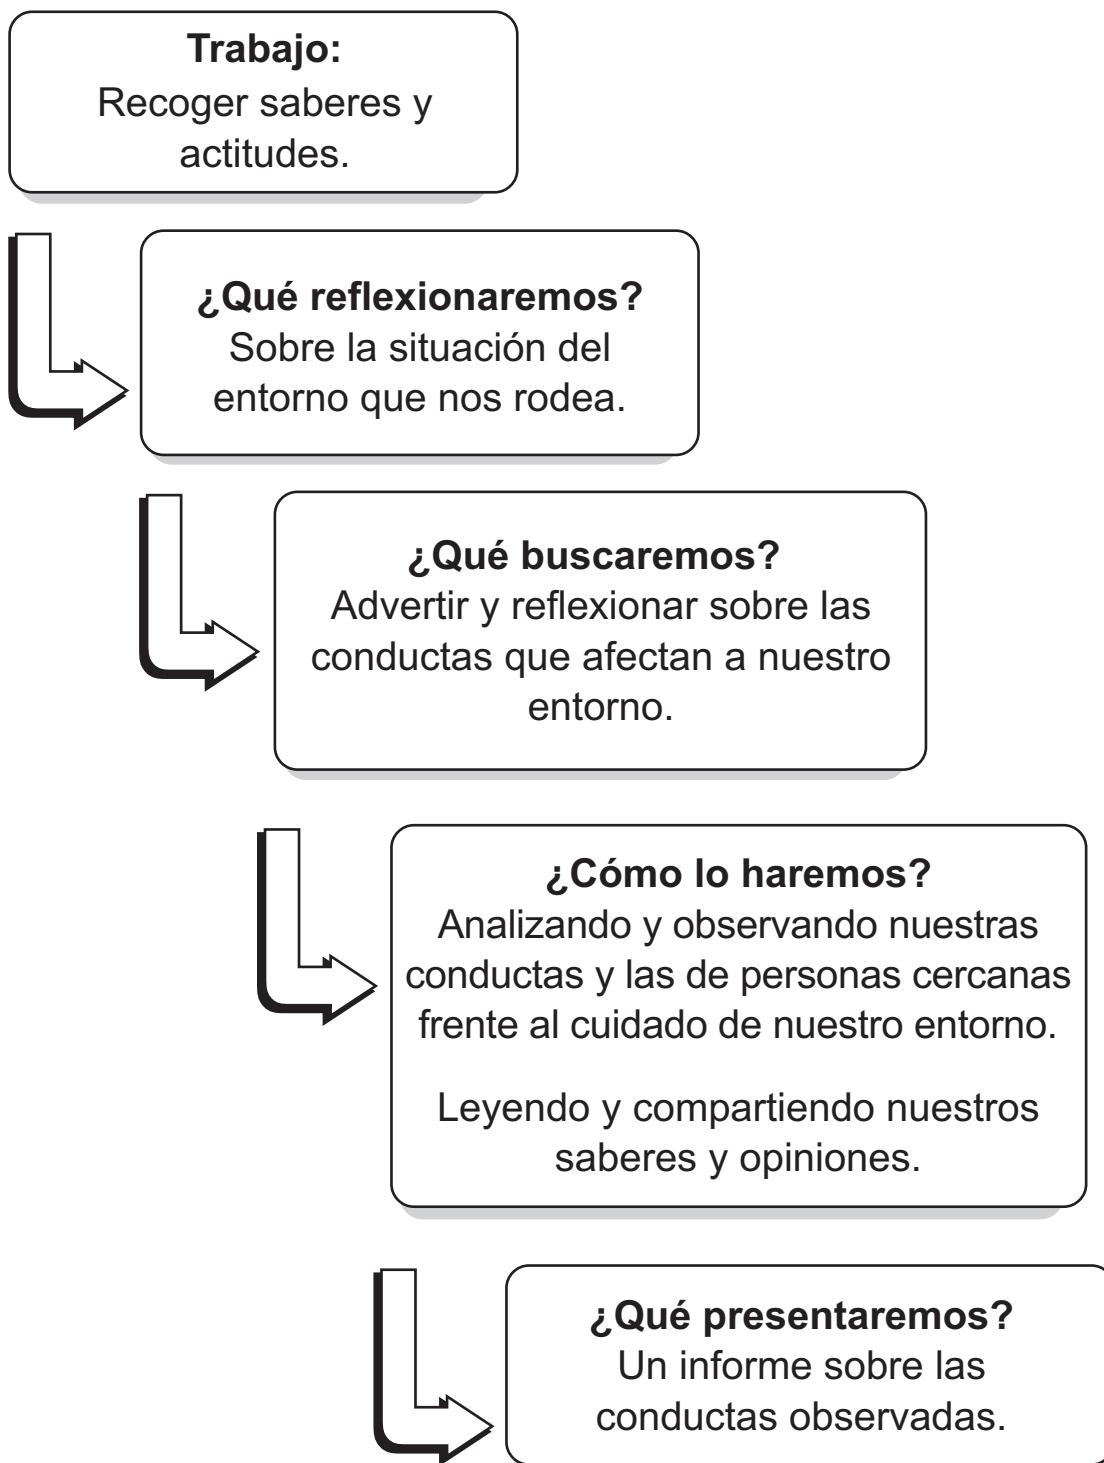 Trabajo:
Recoger saberes y
actitudes.
¿Qué reflexionaremos?
Sobre la situación del
entorno que nos rodea.
¿Qué buscaremos?
Advertir y reflexionar sobre las
conductas que afectan a nuestro
entorno.
¿Cómo lo haremos?
Analizando y observando nuestras
conductas y las de personas cercanas
frente al cuidado de nuestro entorno.
Leyendo y compartiendo nuestros
saberes y opiniones.
¿Qué presentaremos?
Un informe sobre las
conductas observadas.